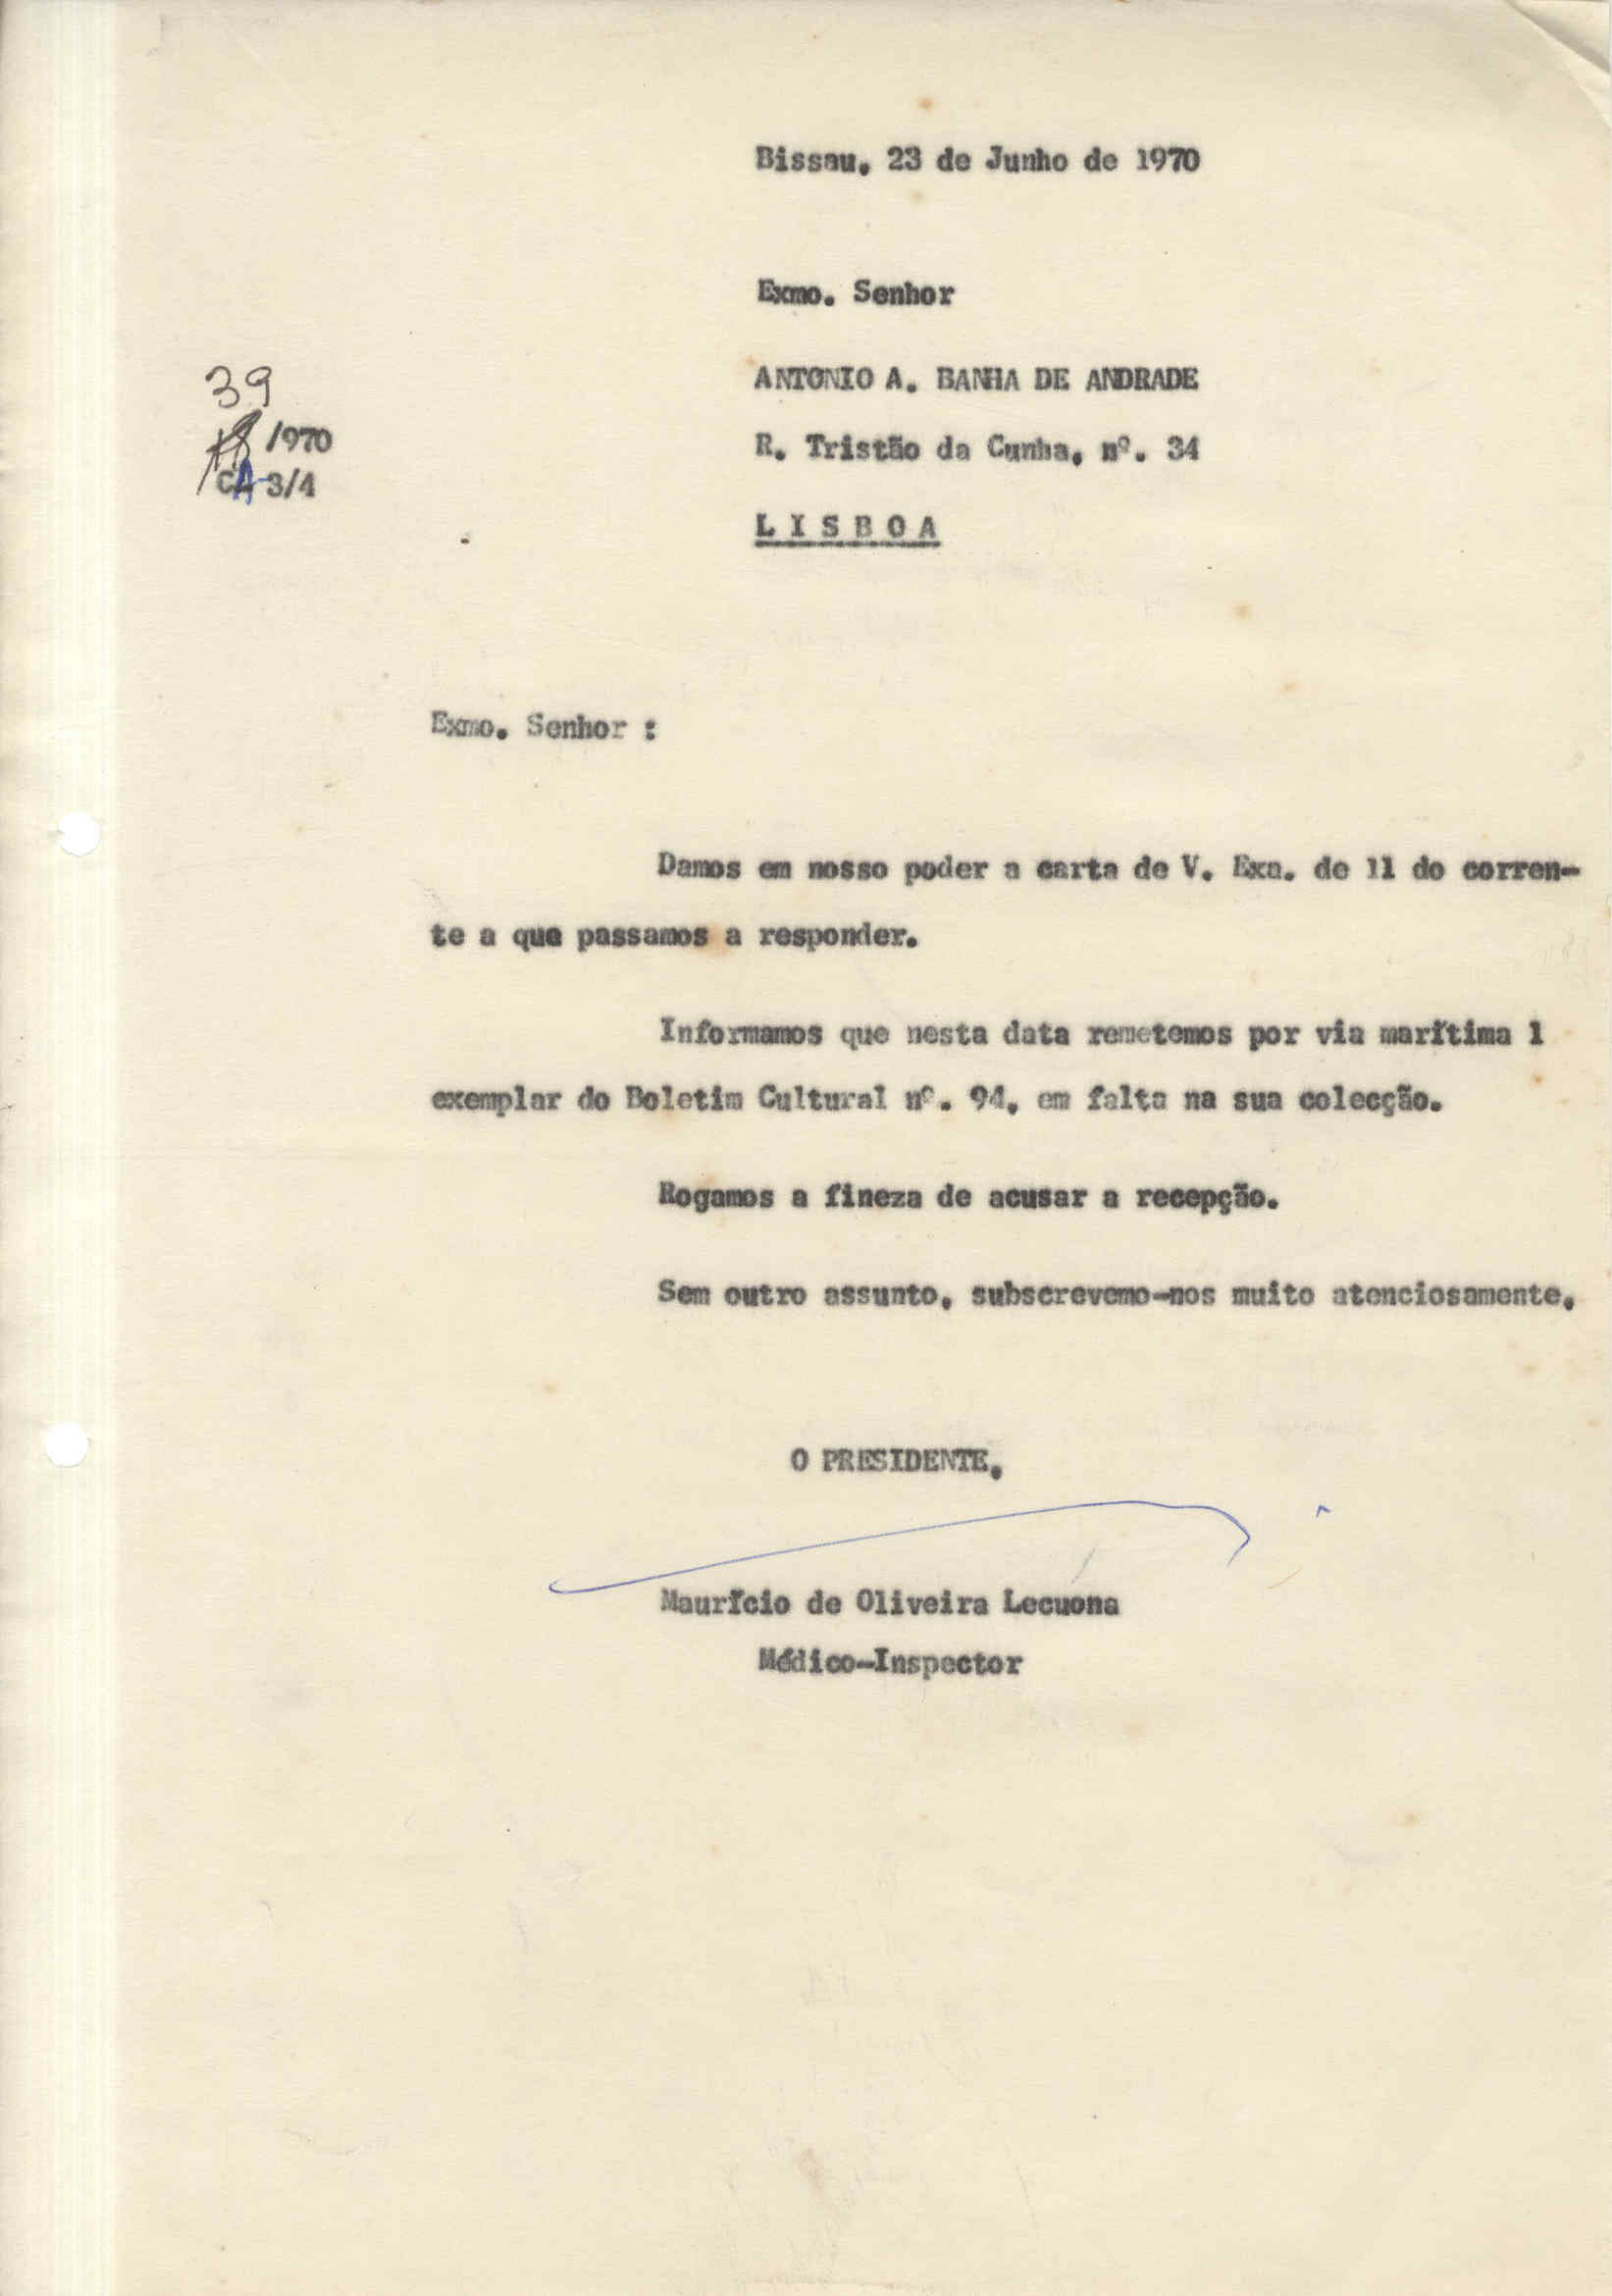 Bissau, 23 de Junho de 1970
Exmo. Senhor
ANTONIO A. BANHA DE ANDRADE
R. Tristão da Cunha, nº. 34
LISBOA
39
/970
CA 3/4
Exmo. Senhor :
Damos em nosso poder a carta de V. Exa. de 11 do corren-
te a que passamos a responder.
Informamos que nesta data remetemos por via marítima 1
exemplar do Boletim Cultural nº. 94, em falta na sua colecção.
Rogamos a fineza de acusar a recepção.
Sem outro assunto, subscrevemo-nos muito atenciosamente,
O PRESIDENTE,
Maurício de Oliveira Lecuona
Médico-Inspector